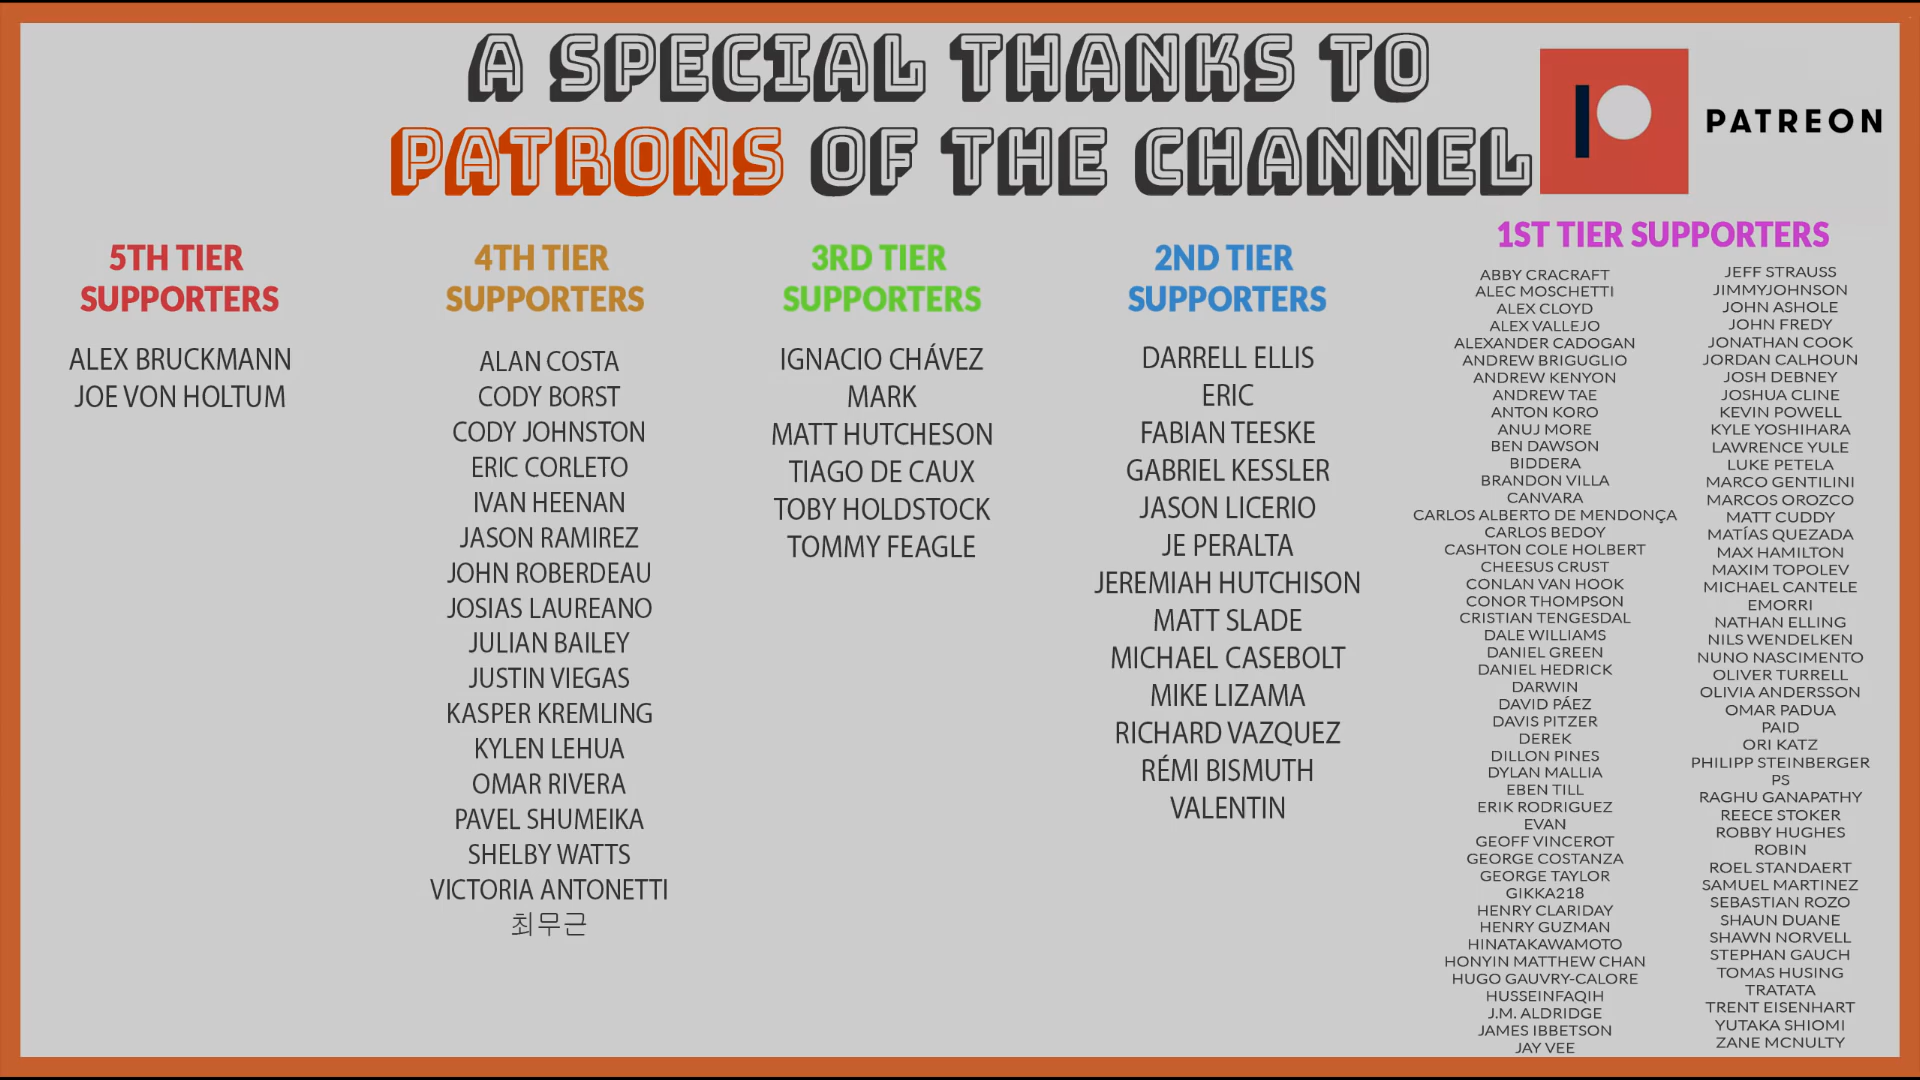 A SPECIAL THANKS TO
PATRONS OF THE CHANNEL
PATREON
5TH TIER
SUPPORTERS
ALEX BRUCKMANN
JOE VON HOLTUM
4TH TIER
SUPPORTERS
ALAN COSTA
CODY BORST
CODY JOHNSTON
ERIC CORLETO
IVAN HEENAN
JASON RAMIREZ
JOHN ROBERDEAU
JOSIAS LAUREANO
JULIAN BAILEY
JUSTIN VIEGAS
KASPER KREMLING
KYLEN LEHUA
OMAR RIVERA
PAVEL SHUMEIKA
SHELBY WATTS
VICTORIA ANTONETTI
최무근
3RD TIER
SUPPORTERS
IGNACIO CHÁVEZ
MARK
MATT HUTCHESON
TIAGO DE CAUX
TOBY HOLDSTOCK
TOMMY FEAGLE
2ND TIER
SUPPORTERS
DARRELL ELLIS
ERIC
FABIAN TEESKE
GABRIEL KESSLER
JASON LICERIO
JE PERALTA
JEREMIAH HUTCHISON
MATT SLADE
MICHAEL CASEBOLT
MIKE LIZAMA
RICHARD VAZQUEZ
RÉMI BISMUTH
VALENTIN
1ST TIER SUPPORTERS
ABBY CRACRAFT
ALEC MOSCHETTI
ALEX CLOYD
ALEX VALLEJO
ALEXANDER CADOGAN
ANDREW BRIGUGLIO
ANDREW KENYON
ANDREW TAE
ANTON KORO
ANUJ MORE
BEN DAWSON
BIDDERA
BRANDON VILLA
CANVARA
CARLOS ALBERTO DE MENDONÇA
CARLOS BEDOY
CASHTON COLE HOLBERT
CHEESUS CRUST
CONLAN VAN HOOK
CONOR THOMPSON
CRISTIAN TENGESDAL
DALE WILLIAMS
DANIEL GREEN
DANIEL HEDRICK
DARWIN
DAVID PÁEZ
DAVIS PITZER
DEREK
DILLON PINES
DYLAN MALLIA
EBEN TILL
ERIK RODRIGUEZ
EVAN
GEOFF VINCEROT
GEORGE COSTANZA
GEORGE TAYLOR
GIKKA218
HENRY CLARIDAY
HENRY GUZMAN
HINATAKAWAMOTO
HONYIN MATTHEW CHAN
HUGO GAUVRY-CALORE
HUSSEINFAQIH
J.M. ALDRIDGE
JAMES IBBETSON
JAY VEE
JEFF STRAUSS
JIMMYJOHNSON
JOHN ASHOLE
JOHN FREDY
JONATHAN COOK
JORDAN CALHOUN
JOSH DEBNEY
JOSHUA CLINE
KEVIN POWELL
KYLE YOSHIHARA
LAWRENCE YULE
LUKE PETELA
MARCO GENTILINI
MARCOS OROZCO
MATT CUDDY
MATÍAS QUEZADA
MAX HAMILTON
MAXIM TOPOLEV
MICHAEL CANTELE
EMORRI
NATHAN ELLING
NILS WENDELKEN
NUNO NASCIMENTO
OLIVER TURRELL
OLIVIA ANDERSSON
OMAR PADUA
PAID
ORI KATZ
PHILIPP STEINBERGER
PS
RAGHU GANAPATHY
REECE STOKER
ROBBY HUGHES
ROBIN
ROEL STANDAERT
SAMUEL MARTINEZ
SEBASTIAN ROZO
SHAUN DUANE
SHAWN NORVELL
STEPHAN GAUCH
TOMAS HUSING
TRATATA
TRENT EISENHART
YUTAKA SHIOMI
ZANE MCNULTY